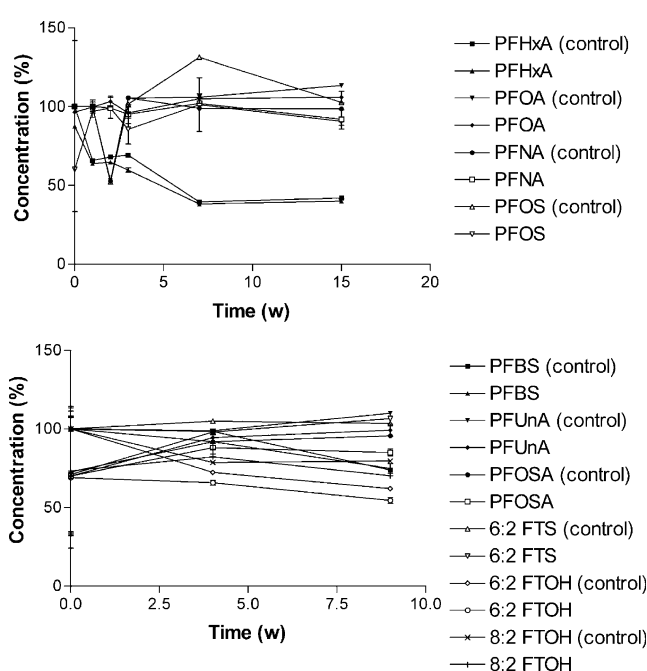 150
100
50
0
Concentration (%)
0
5
10
15
20
Time (w)
PFHxA (control)
PFHxA
PFOA (control)
PFOA
PFNA (control)
PFNA
PFOS (control)
PFOS
150
100
50
0
Concentration (%)
0.0
2.5
5.0
7.5
10.0
Time (w)
PFBS (control)
PFBS
PFUnA (control)
PFUnA
PFOSA (control)
PFOSA
6:2 FTS (control)
6:2 FTS
6:2 FTOH (control)
6:2 FTOH
8:2 FTOH (control)
8:2 FTOH